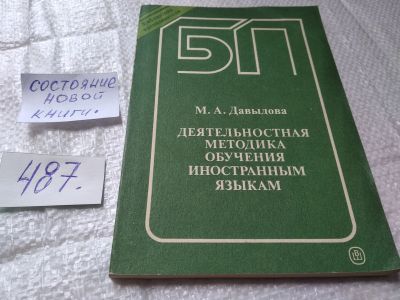 СОСТОЯНИЕ
НОВОЙ
КНИГИ.
487.
БП
М. А. Давыдова
ДЕЯТЕЛЬНОСТНАЯ
МЕТОДИКА
ОБУЧЕНИЯ
ИНОСТРАННЫМ
ЯЗЫКАМ